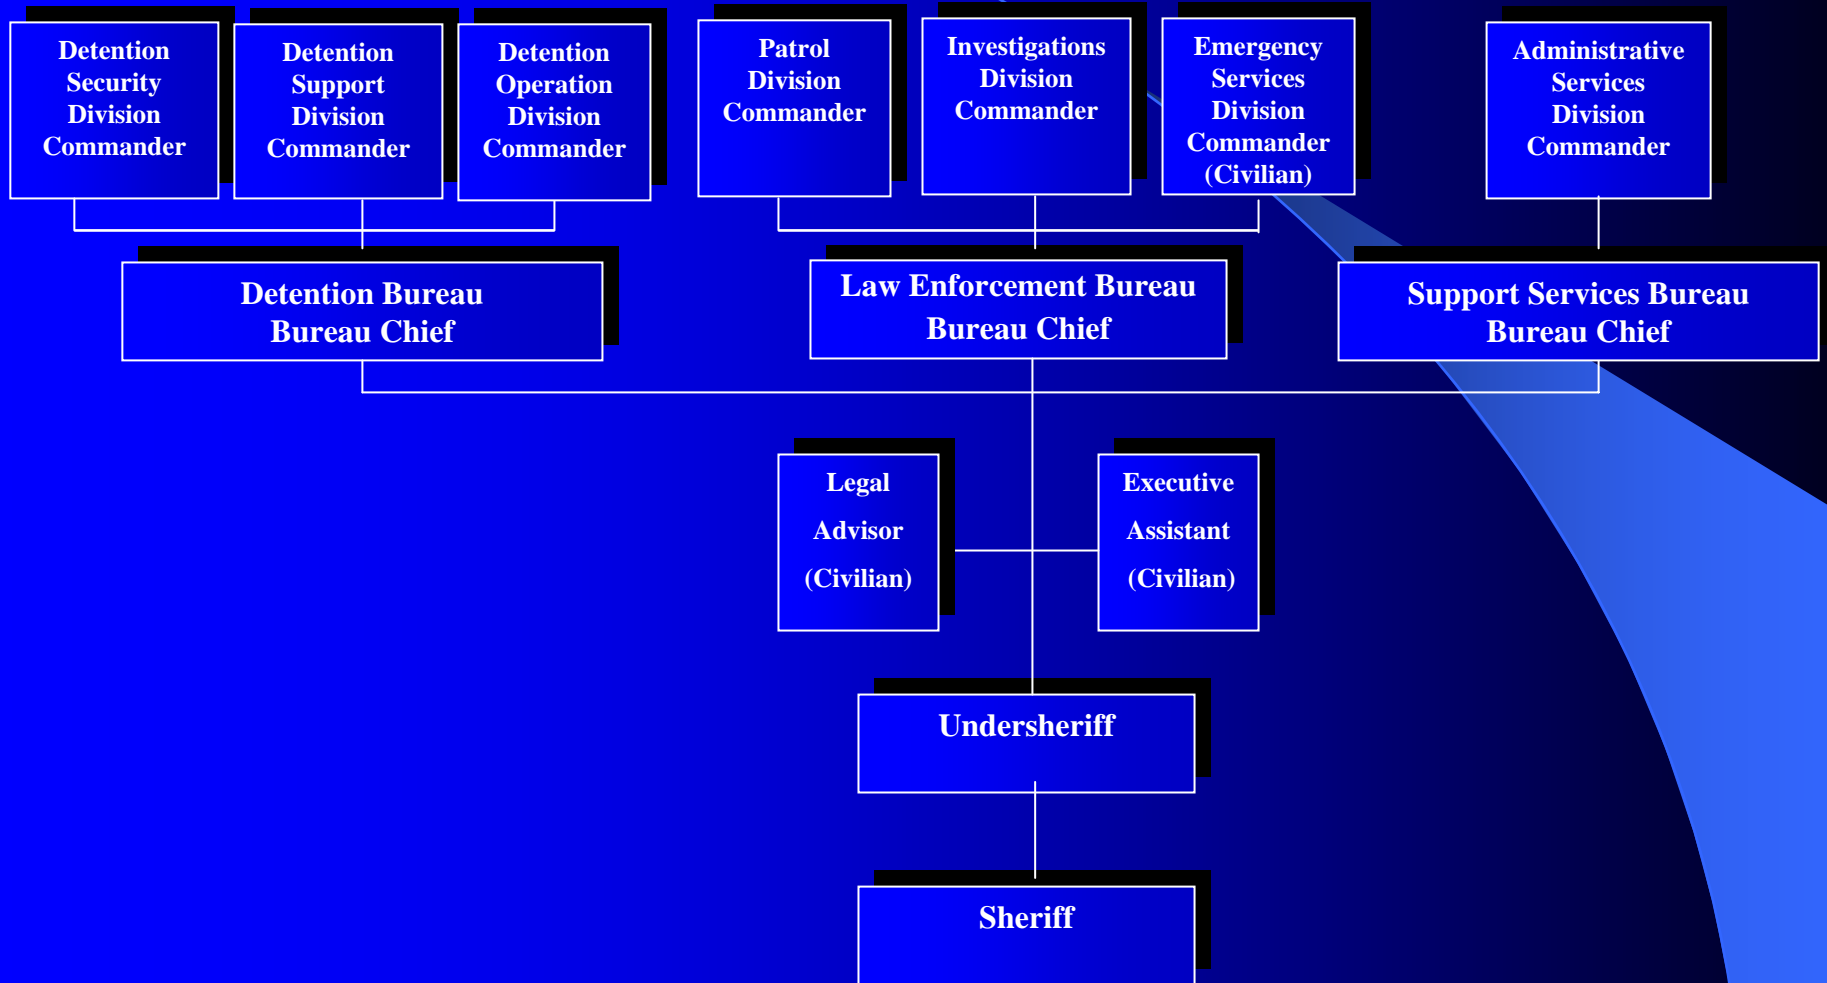 Detention
Security
Division
Commander
Detention
Support
Division
Commander
Detention
Operation
Division
Commander
Patrol
Division
Commander
Investigations
Division
Commander
Emergency
Services
Division
Commander
(Civilian)
Administrative
Services
Division
Commander
Detention Bureau
Bureau Chief
Law Enforcement Bureau
Bureau Chief
Support Services Bureau
Bureau Chief
Legal
Advisor
(Civilian)
Executive
Assistant
(Civilian)
Undersheriff
Sheriff